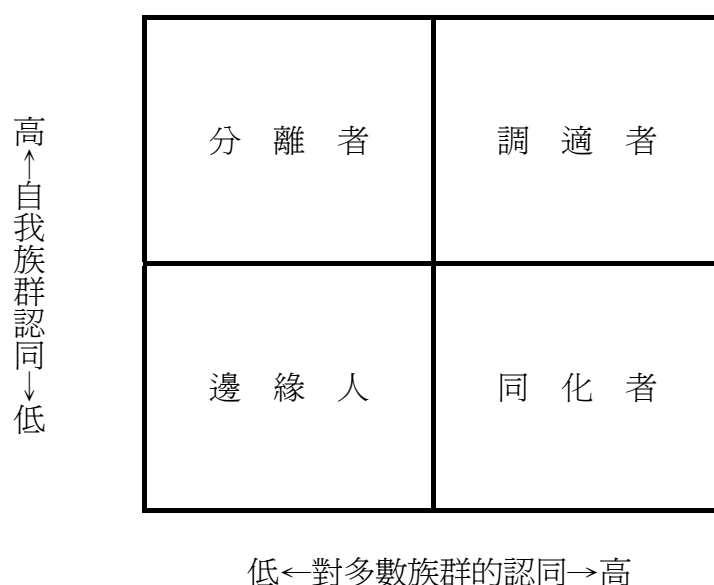 高←自我族群認同→低
分離者
調適者
邊緣人
同化者
低←對多數族群的認同→高